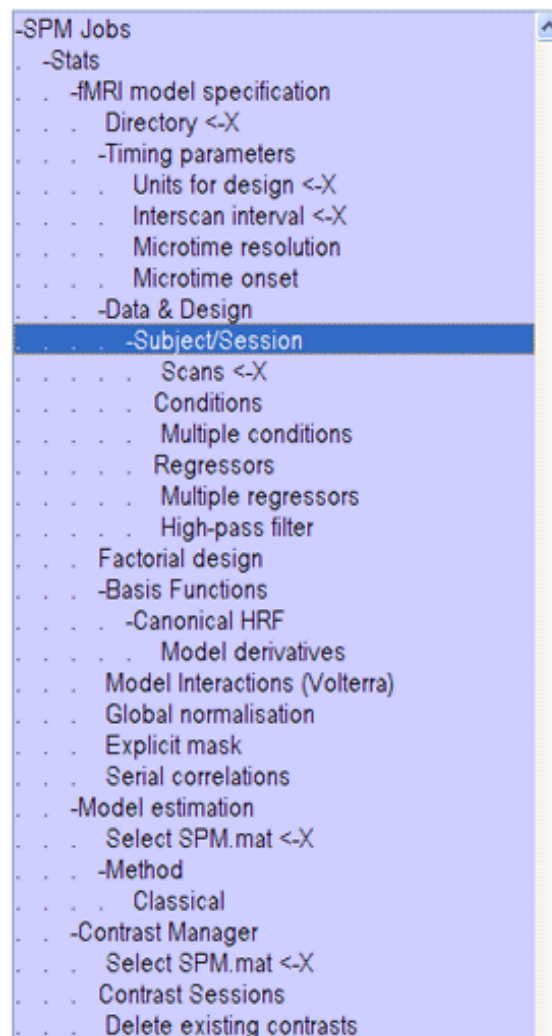 -SPM Jobs
. -Stats
. . -fMRI model specification
. . . Directory <-X
. . . -Timing parameters
. . . . Units for design <-X
. . . . Interscan interval <-X
. . . . Microtime resolution
. . . . Microtime onset
. . . -Data & Design
. . . . -Subject/Session
. . . . . Scans <-X
. . . . . Conditions
. . . . . Multiple conditions
. . . . . Regressors
. . . . . Multiple regressors
. . . . . High-pass filter
. . . Factorial design
. . . -Basis Functions
. . . . -Canonical HRF
. . . . . Model derivatives
. . . Model Interactions (Volterra)
. . . Global normalisation
. . . Explicit mask
. . . Serial correlations
. . -Model estimation
. . . Select SPM.mat <-X
. . . -Method
. . . . Classical
. . -Contrast Manager
. . . Select SPM.mat <-X
. . . Contrast Sessions
. . . Delete existing contrasts